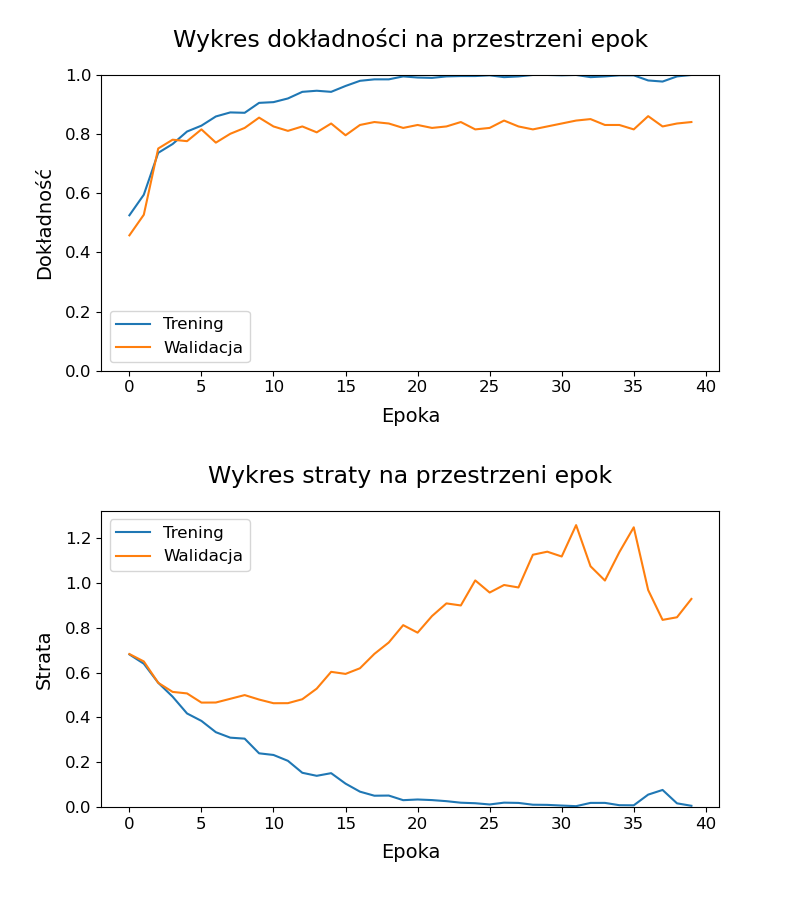 Wykres dokładności na przestrzeni epok
1.0
0.8
0.6
0.4
0.2
0.0
Dokładność
Trening
Walidacja
0 5 10 15 20 25 30 35 40
Epoka
Wykres straty na przestrzeni epok
Trening
Walidacja
1.2
1.0
0.8
0.6
0.4
0.2
0.0
Strata
0 5 10 15 20 25 30 35 40
Epoka